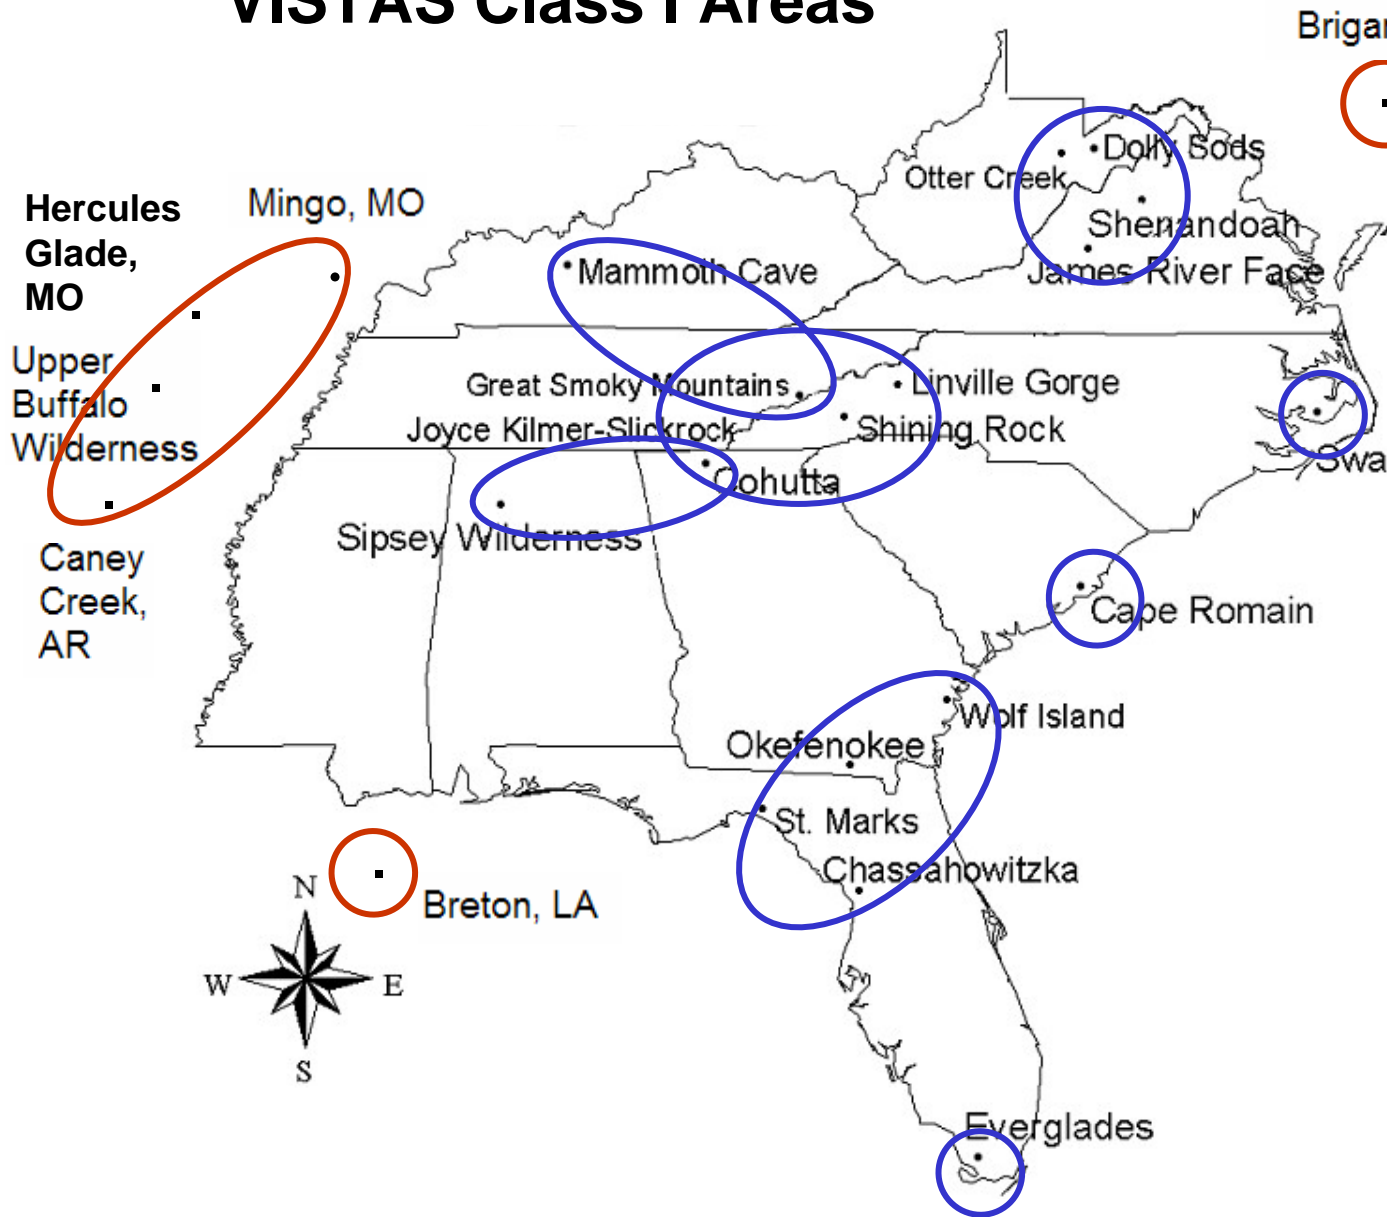 VISTAS Class I Areas
Hercules
Glade,
MO
Mingo, MO
Upper
Buffalo
Wilderness
Caney
Creek,
AR
Dolly Sods
Otter Creek
Shenandoah
James River Face
Mammoth Cave
Great Smoky Mountains
Linville Gorge
Joyce Kilmer-Slickrock
Shining Rock
Cohutta
Sipsey Wilderness
Cape Romain
Wolf Island
Okefenokee
St. Marks
Chassahowitzka
Breton, LA
N
W
E
S
Everglades